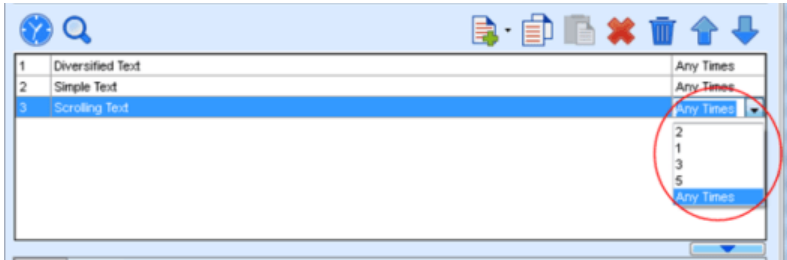 1 Diversified Text Any Times
2 Simple Text Any Times
3 Scrolling Text Any Times
2
1
3
5
Any Times